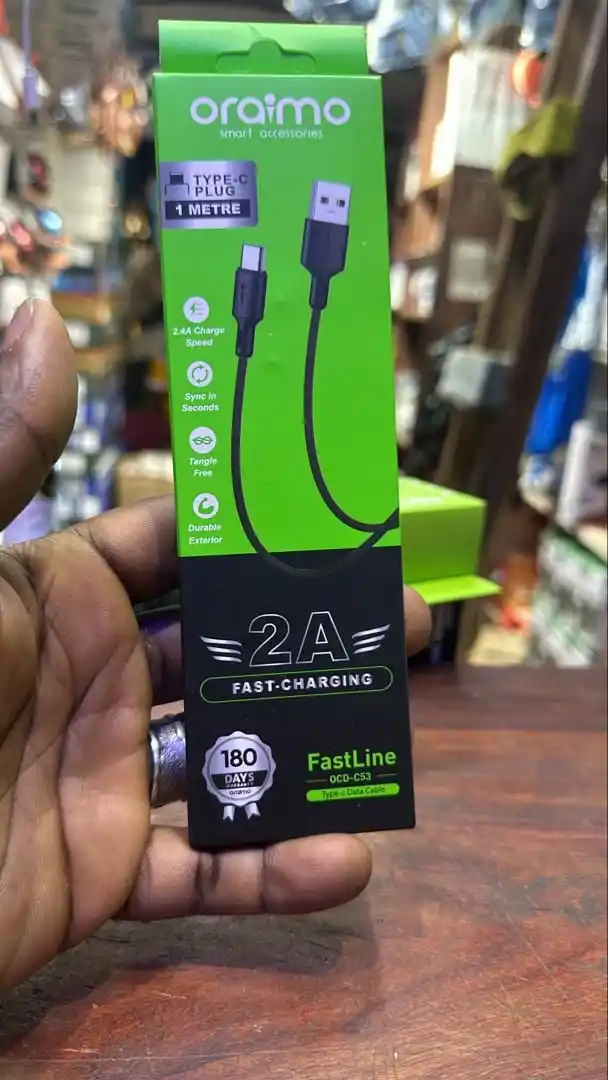 oraimo
smart accessories
TYPE-C
PLUG
1 METRE
2.4A Charge
Speed
Sync in
Seconds
Tangle
Free
Durable
Exterior
2A
FAST-CHARGING
180
DAYS
WARRANTY
oraimo
FastLine
OCD-C53
Type-c Data Cable